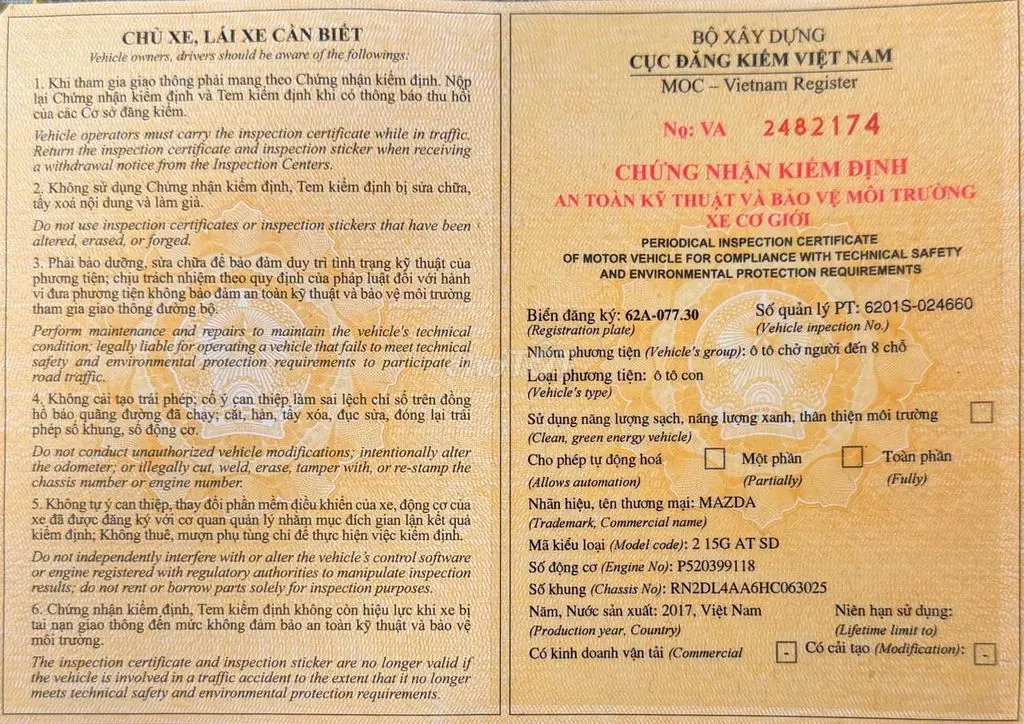 CHỦ XE, LÁI XE CẦN BIẾT
Vehicle owners, drivers should be aware of the followings:
1. Khi tham gia giao thông phải mang theo Chứng nhận kiểm định. Nộp
lại Chứng nhận kiểm định và Tem kiểm định khi có thông báo thu hồi
của các Cơ sở đăng kiểm.
Vehicle operators must carry the inspection certificate while in traffic.
Return the inspection certificate and inspection sticker when receiving
a withdrawal notice from the Inspection Centers.
2. Không sử dụng Chứng nhận kiểm định, Tem kiểm định bị sửa chữa,
tẩy xoá nội dung và làm giả.
Do not use inspection certificates or inspection stickers that have been
altered, erased, or forged.
3. Phải bảo dưỡng, sửa chữa để bảo đảm duy trì tình trạng kỹ thuật của
phương tiện; chịu trách nhiệm theo quy định của pháp luật đối với hành
vi đưa phương tiện không bảo đảm an toàn kỹ thuật và bảo vệ môi trường
tham gia giao thông đường bộ.
Perform maintenance and repairs to maintain the vehicle's technical
condition; legally liable for operating a vehicle that fails to meet technical
safety and environmental protection requirements to participate in
road traffic.
4. Không cải tạo trái phép; cố ý can thiệp làm sai lệch chỉ số trên đồng
hồ báo quãng đường đã chạy; cắt, hàn, tẩy xóa, đục sửa, đóng lại trái
phép số khung, số động cơ.
Do not conduct unauthorized vehicle modifications; intentionally alter
the odometer; or illegally cut, weld, erase, tamper with, or re-stamp the
chassis number or engine number.
5. Không tự ý can thiệp, thay đổi phần mềm điều khiển của xe, động cơ của
xe đã được đăng ký với cơ quan quản lý nhằm mục đích gian lận kết quả
kiểm định; Không thuê, mượn phụ tùng chỉ để thực hiện việc kiểm định.
Do not independently interfere with or alter the vehicle's control software
or engine registered with regulatory authorities to manipulate inspection
results; do not rent or borrow parts solely for inspection purposes.
6. Chứng nhận kiểm định, Tem kiểm định không còn hiệu lực khi xe bị
tai nạn giao thông đến mức không đảm bảo an toàn kỹ thuật và bảo vệ
môi trường.
The inspection certificate and inspection sticker are no longer valid if
the vehicle is involved in a traffic accident to the extent that it no longer
meets technical safety and environmental protection requirements.
BỘ XÂY DỰNG
CỤC ĐĂNG KIỂM VIỆT NAM
MOC – Vietnam Register
No: VA 2482174
CHỨNG NHẬN KIỂM ĐỊNH
AN TOÀN KỸ THUẬT VÀ BẢO VỆ MÔI TRƯỜNG
XE CƠ GIỚI
PERIODICAL INSPECTION CERTIFICATE
OF MOTOR VEHICLE FOR COMPLIANCE WITH TECHNICAL SAFETY
AND ENVIRONMENTAL PROTECTION REQUIREMENTS
Biển đăng ký: 62A-077.30 Số quản lý PT: 6201S-024660
(Registration plate) (Vehicle inpection No.)
Nhóm phương tiện (Vehicle's group): ô tô chở người đến 8 chỗ
Loại phương tiện: ô tô con
(Vehicle's type)
Sử dụng năng lượng sạch, năng lượng xanh, thân thiện môi trường
(Clean, green energy vehicle)
Cho phép tự động hoá Một phần Toàn phần
(Allows automation) (Partially) (Fully)
Nhãn hiệu, tên thương mại: MAZDA
(Trademark, Commercial name)
Mã kiểu loại (Model code): 2 15G AT SD
Số động cơ (Engine No): P520399118
Số khung (Chassis No): RN2DL4AA6HC063025
Năm, Nước sản xuất: 2017, Việt Nam Niên hạn sử dụng:
(Production year, Country) (Lifetime limit to)
Có kinh doanh vận tải (Commercial - Có cải tạo (Modification): -